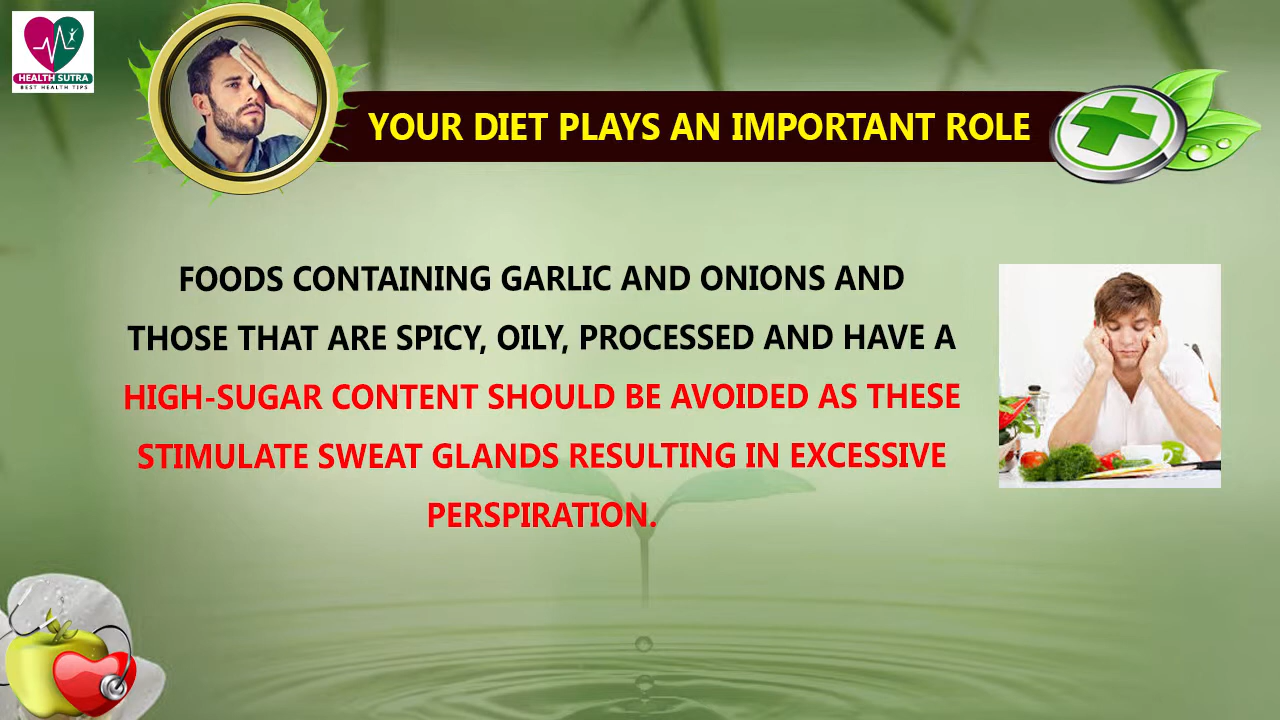 HEALTH SUTRA
BEST HEALTH TIPS
YOUR DIET PLAYS AN IMPORTANT ROLE
FOODS CONTAINING GARLIC AND ONIONS AND
THOSE THAT ARE SPICY, OILY, PROCESSED AND HAVE A
HIGH-SUGAR CONTENT SHOULD BE AVOIDED AS THESE
STIMULATE SWEAT GLANDS RESULTING IN EXCESSIVE
PERSPIRATION.